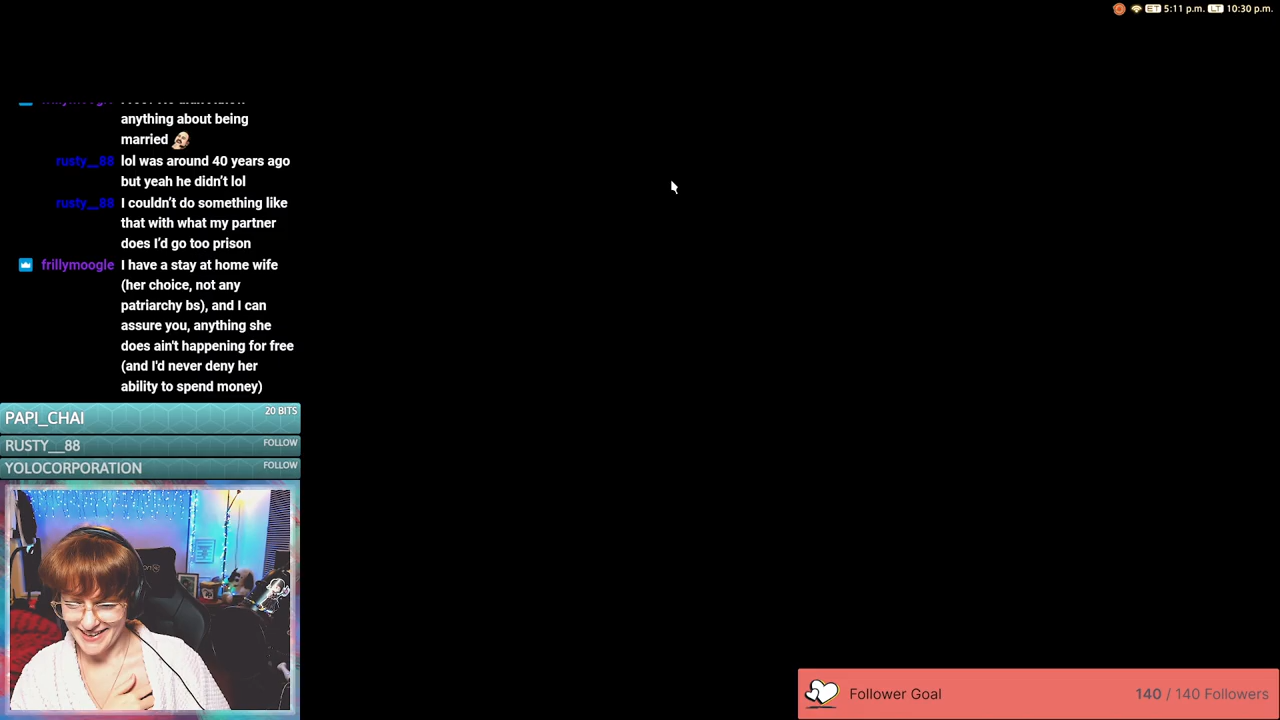 ET 5:11 p.m. LT 10:30 p.m.
anything about being
married
rusty__88 lol was around 40 years ago
but yeah he didn't lol
rusty__88 I couldn't do something like
that with what my partner
does I'd go too prison
frillymoogle I have a stay at home wife
(her choice, not any
patriarchy bs), and I can
assure you, anything she
does ain't happening for free
(and I'd never deny her
ability to spend money)
PAPI_CHAI 20 BITS
RUSTY__88 FOLLOW
YOLOCORPORATION FOLLOW
Follower Goal 140 / 140 Followers